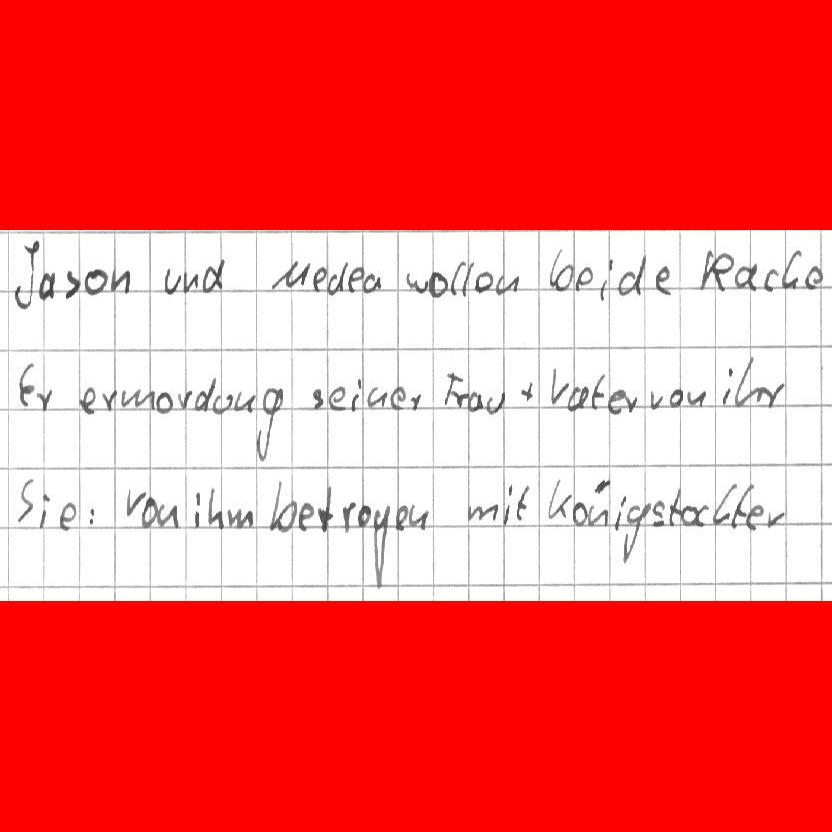 Jason und Medea wollen beide Rache
Er ermordung seiner Frau + Vater von ihr
Sie: von ihm betrogen mit Königstochter